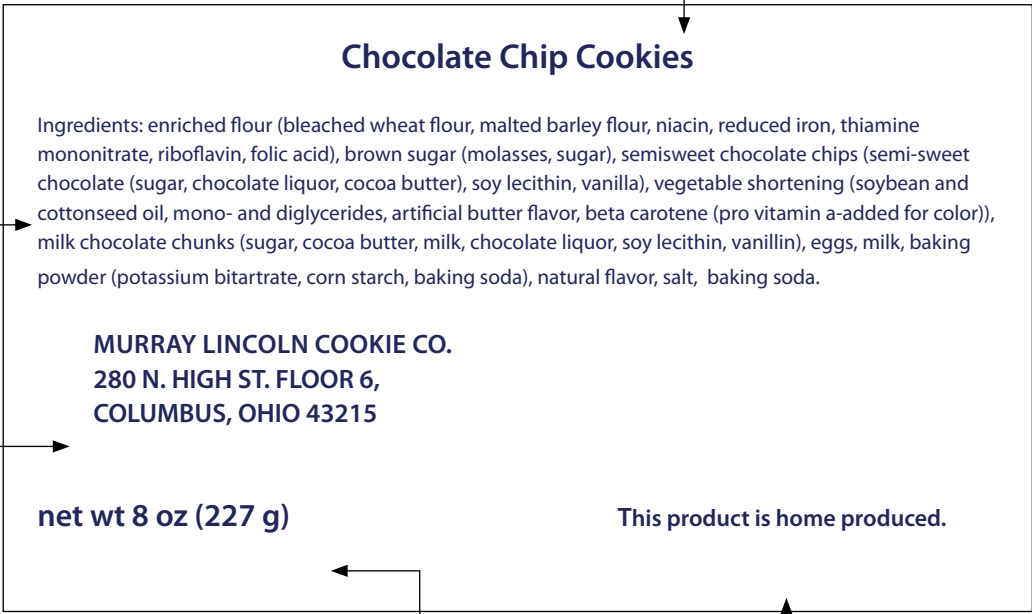 Chocolate Chip Cookies
Ingredients: enriched flour (bleached wheat flour, malted barley flour, niacin, reduced iron, thiamine
mononitrate, riboflavin, folic acid), brown sugar (molasses, sugar), semisweet chocolate chips (semi-sweet
chocolate (sugar, chocolate liquor, cocoa butter), soy lecithin, vanilla), vegetable shortening (soybean and
cottonseed oil, mono- and diglycerides, artificial butter flavor, beta carotene (pro vitamin a-added for color)),
milk chocolate chunks (sugar, cocoa butter, milk, chocolate liquor, soy lecithin, vanillin), eggs, milk, baking
powder (potassium bitartrate, corn starch, baking soda), natural flavor, salt, baking soda.
MURRAY LINCOLN COOKIE CO.
280 N. HIGH ST. FLOOR 6,
COLUMBUS, OHIO 43215
net wt 8 oz (227 g)
This product is home produced.